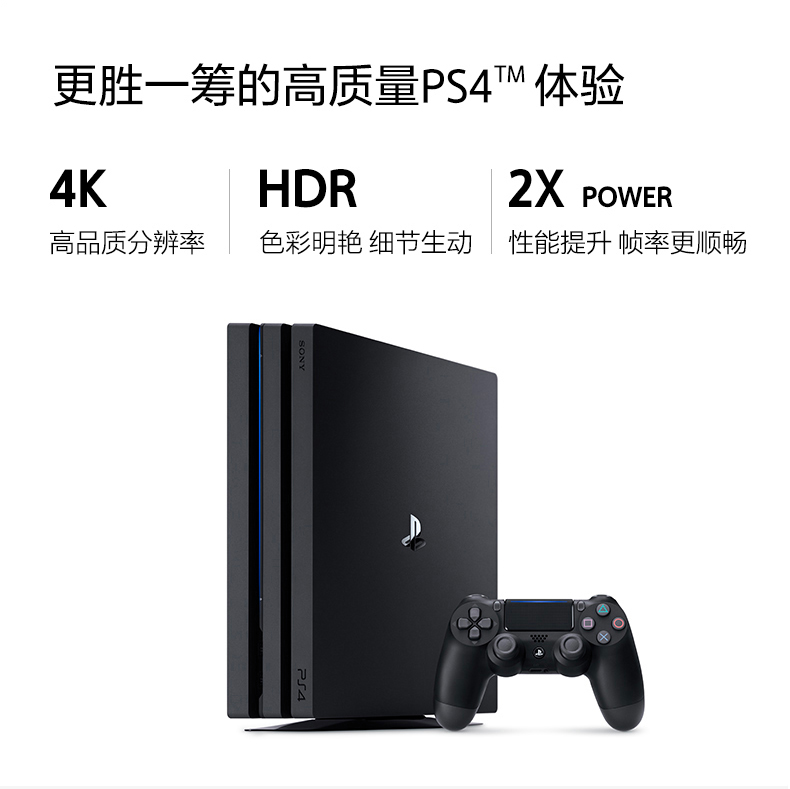 更胜一筹的高质量PS4™ 体验
4K
高品质分辨率
HDR
色彩明艳 细节生动
2X POWER
性能提升 帧率更顺畅
SONY
PS4